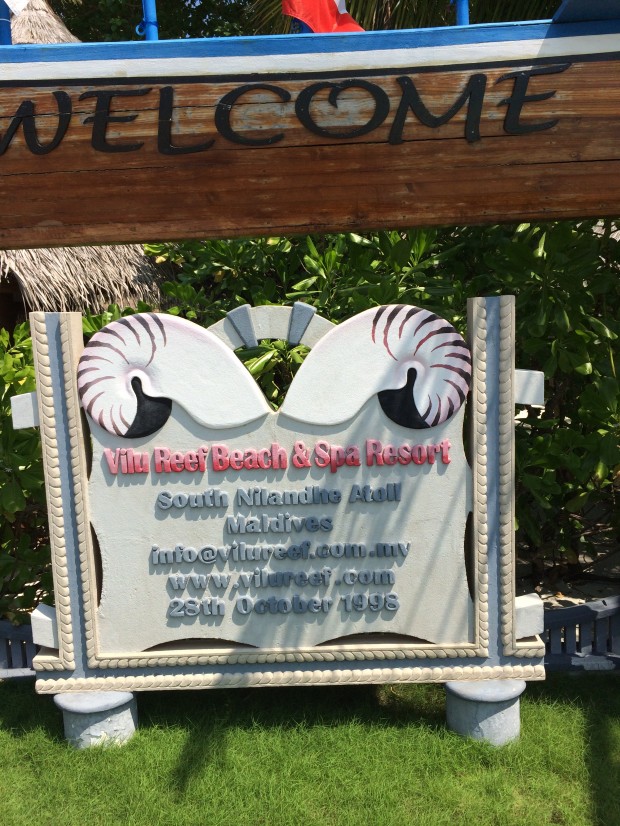 WELCOME
Vilu Reef Beach & Spa Resort
South Nilandhe Atoll
Maldives
info@vilureef.com.mv
www.vilureef.com
28th October 1998